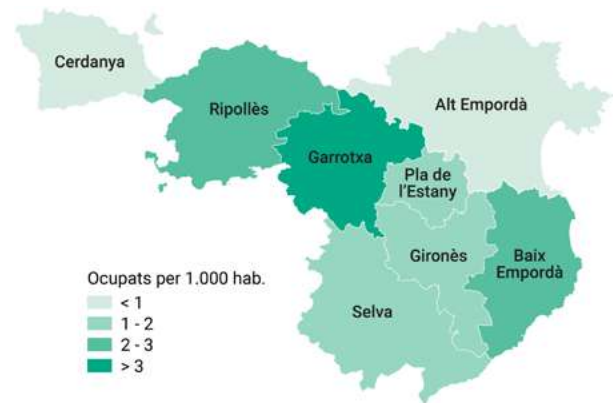 Cerdanya
Ripollès
Alt Empordà
Garrotxa
Pla de
l'Estany
Gironès
Baix
Empordà
Selva
Ocupats per 1.000 hab.
< 1
1 - 2
2 - 3
> 3